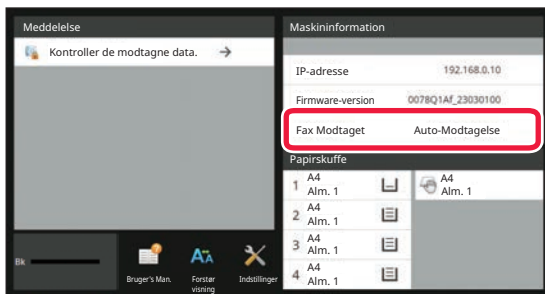 Meddelelse
Kontroller de modtagne data.
Maskininformation
IP-adresse 192.168.0.10
Firmware-version 0078Q1Af_23030100
Fax Modtaget Auto-Modtagelse
Papirskuffe
1 A4
Alm. 1
2 A4
Alm. 1
3 A4
Alm. 1
4 A4
Alm. 1
A4
Alm. 1
Bk
Bruger's Man.
AA
Forstør
visning
Indstillinger